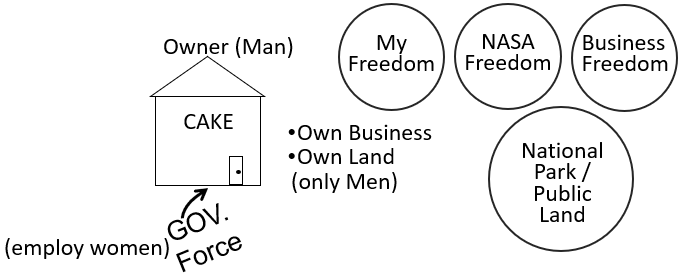 Owner (Man)
CAKE
•Own Business
•Own Land
(only Men)
GOV.
Force
(employ women)
My
Freedom
NASA
Freedom
Business
Freedom
National
Park /
Public
Land